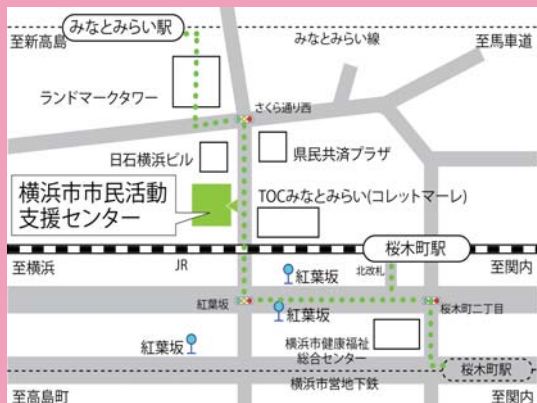 みなとみらい駅
至新高島
みなとみらい線
至馬車道
ランドマークタワー
さくら通り西
日石横浜ビル
県民共済プラザ
横浜市市民活動
支援センター
TOCみなとみらい(コレットマーレ)
桜木町駅
至横浜
JR
北改札
至関内
紅葉坂
紅葉坂
紅葉坂
桜木町二丁目
紅葉坂
横浜市健康福祉
総合センター
桜木町駅
横浜市営地下鉄
至高島町
至関内